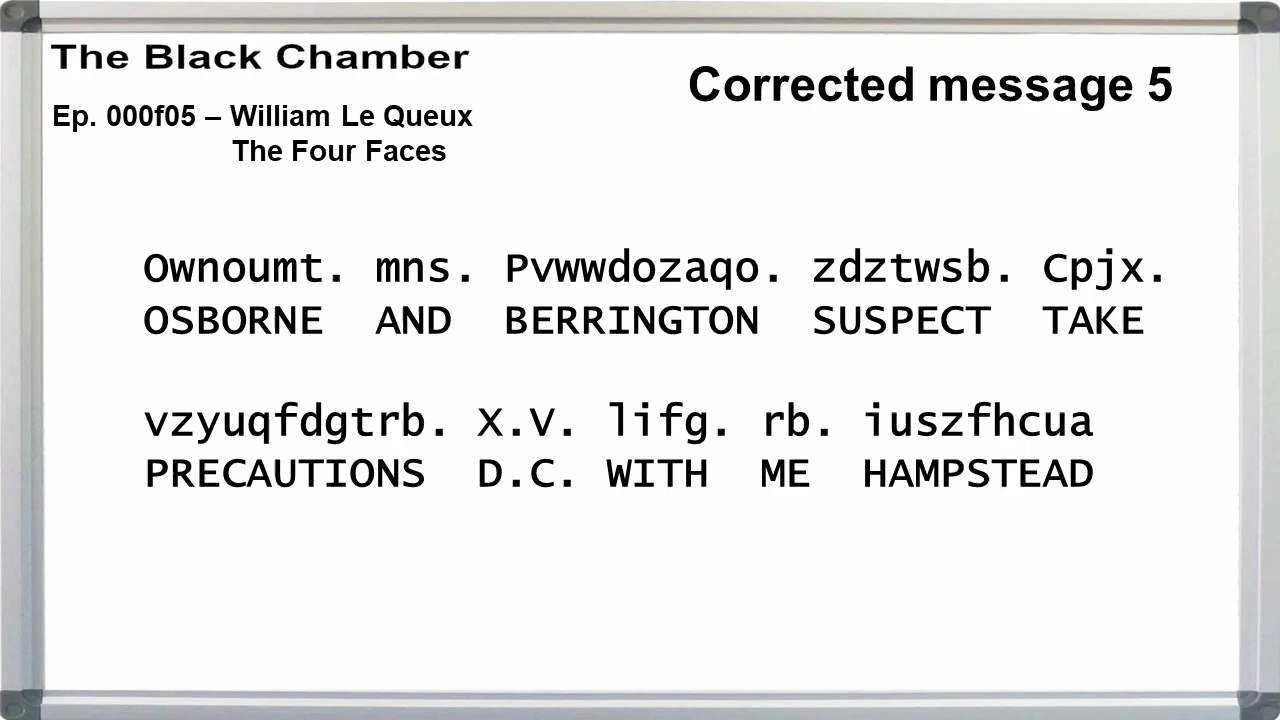 The Black Chamber
Corrected message 5
Ep. 000f05 – William Le Queux
The Four Faces
Ownoumt. mns. Pvwwdozaqo. zdztwsb. Cpjx.
OSBORNE AND BERRINGTON SUSPECT TAKE
vzyuqfdgtrb. X.V. lifg. rb. iuszfhcua
PRECAUTIONS D.C. WITH ME HAMPSTEAD